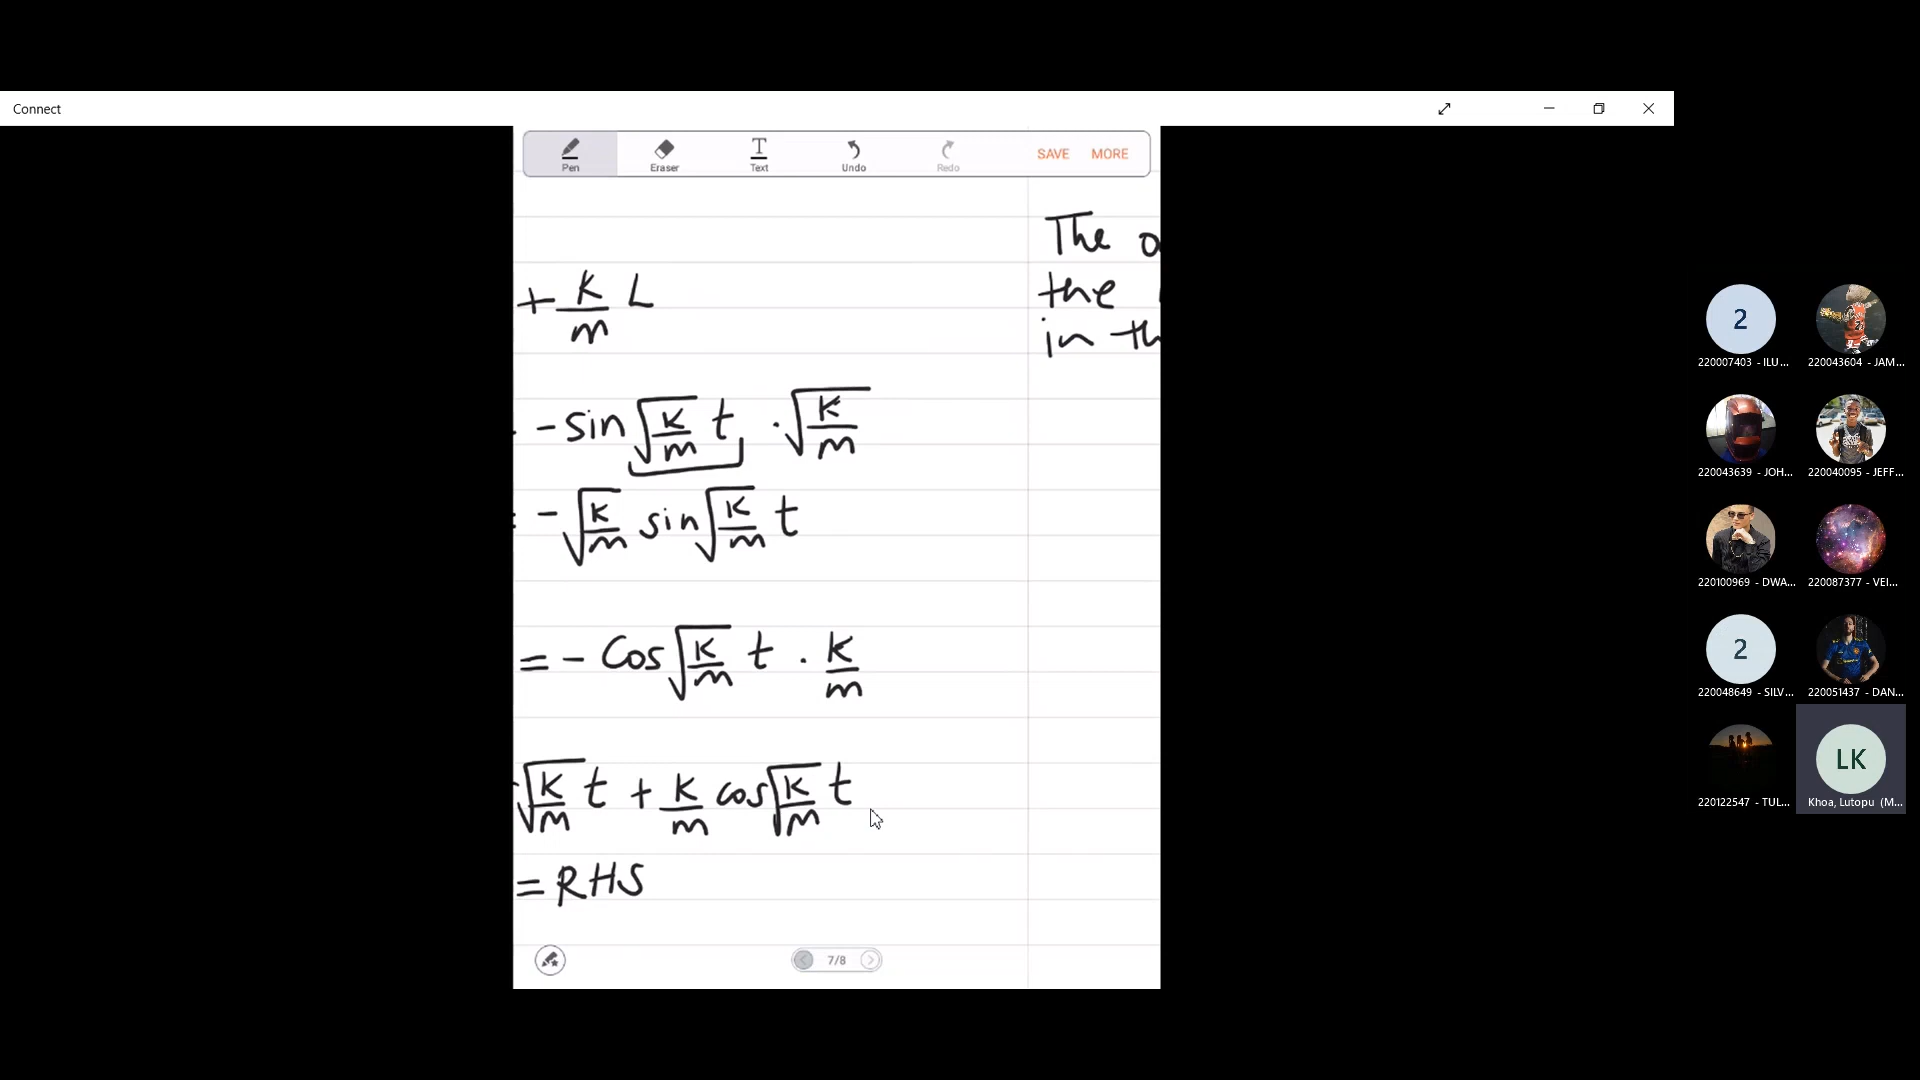 Connect
Pen
Eraser
Text
Undo
Redo
SAVE MORE
+ k/m L
= - sin √(k/m) t · √(k/m)
= - √(k/m) sin √(k/m) t
= - Cos √(k/m) t · k/m
√(k/m) t + k/m cos √(k/m) t
= RHS
The
the
in th
7/8
2
220007403 - ILU...
220043604 - JAM...
220043639 - JOH...
220040095 - JEFF...
220100969 - DWA...
220087377 - VEI...
2
220048649 - SILV...
220051437 - DAN...
220122547 - TUL...
LK
Khoa, Lutopu (M...